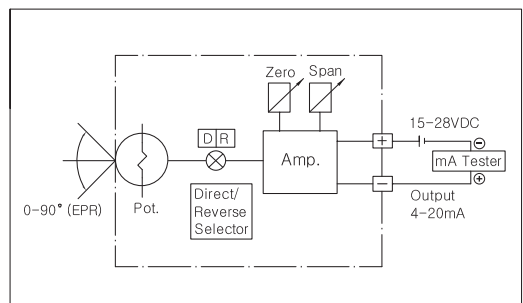 Zero Span
15-28VDC
D R
+
⊖
Amp.
mA Tester
⊕
−
0-90° (EPR)
Pot.
Direct/
Reverse
Selector
Output
4-20mA